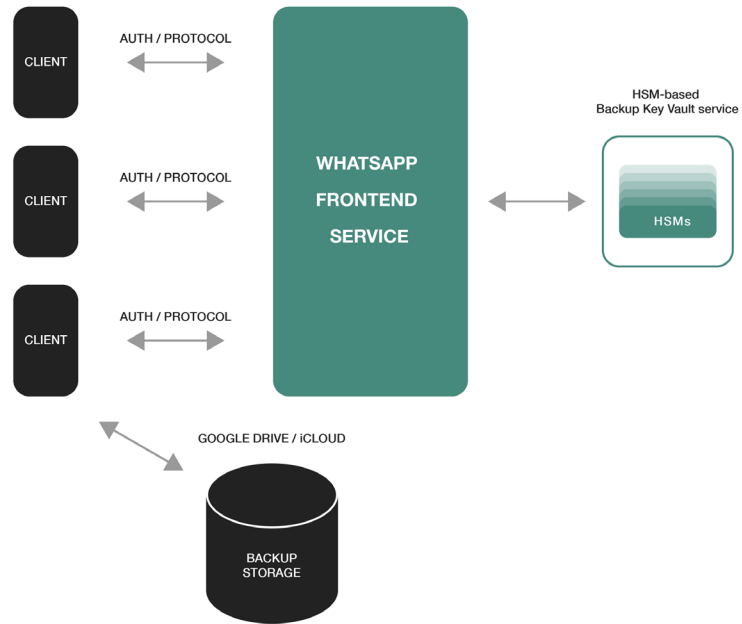 CLIENT
AUTH / PROTOCOL
CLIENT
AUTH / PROTOCOL
CLIENT
AUTH / PROTOCOL
WHATSAPP
FRONTEND
SERVICE
HSM-based
Backup Key Vault service
HSMs
GOOGLE DRIVE / iCLOUD
BACKUP
STORAGE